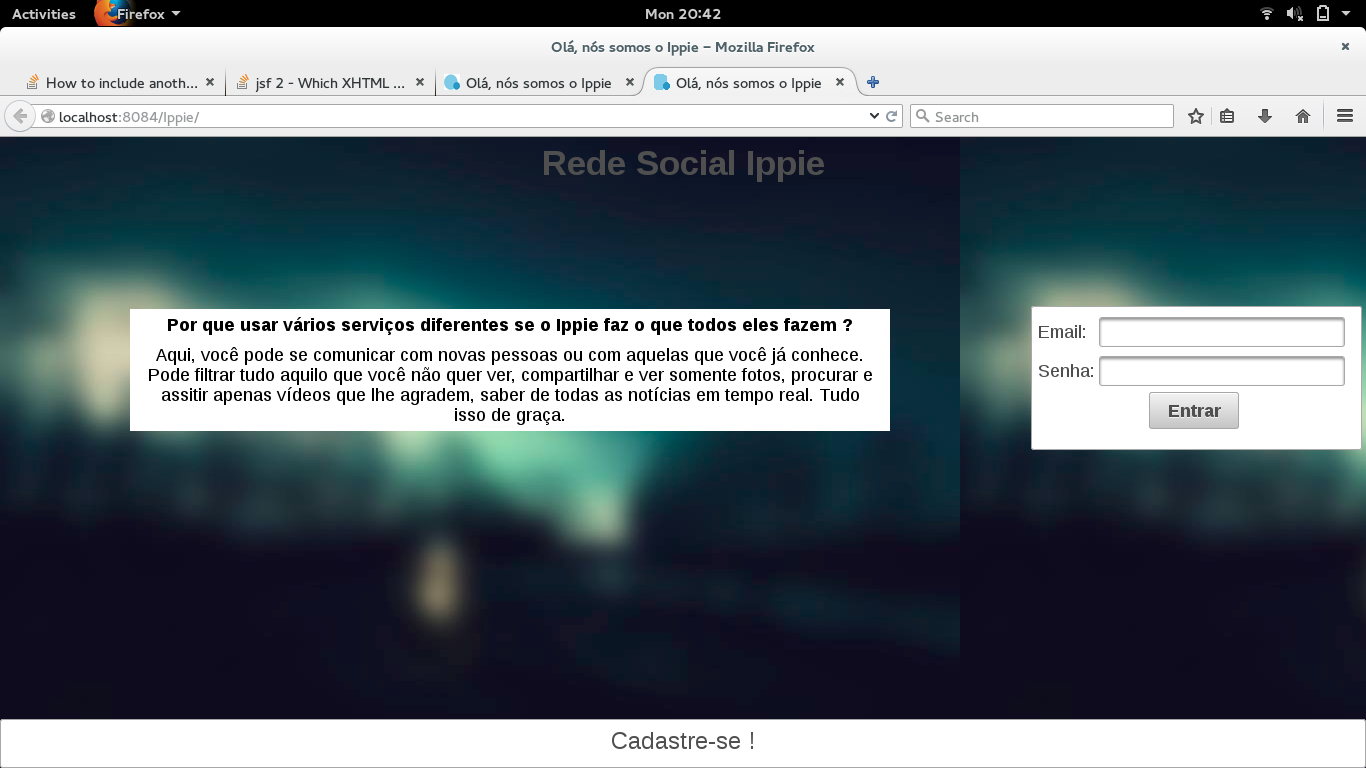 Activities Firefox Mon 20:42
Olá, nós somos o Ippie – Mozilla Firefox
How to include anoth... jsf 2 - Which XHTML ... Olá, nós somos o Ippie Olá, nós somos o Ippie
localhost:8084/Ippie/ Search
Rede Social Ippie
Por que usar vários serviços diferentes se o Ippie faz o que todos eles fazem ?
Aqui, você pode se comunicar com novas pessoas ou com aquelas que você já conhece.
Pode filtrar tudo aquilo que você não quer ver, compartilhar e ver somente fotos, procurar e
assitir apenas vídeos que lhe agradem, saber de todas as notícias em tempo real. Tudo
isso de graça.
Email:
Senha:
Entrar
Cadastre-se !